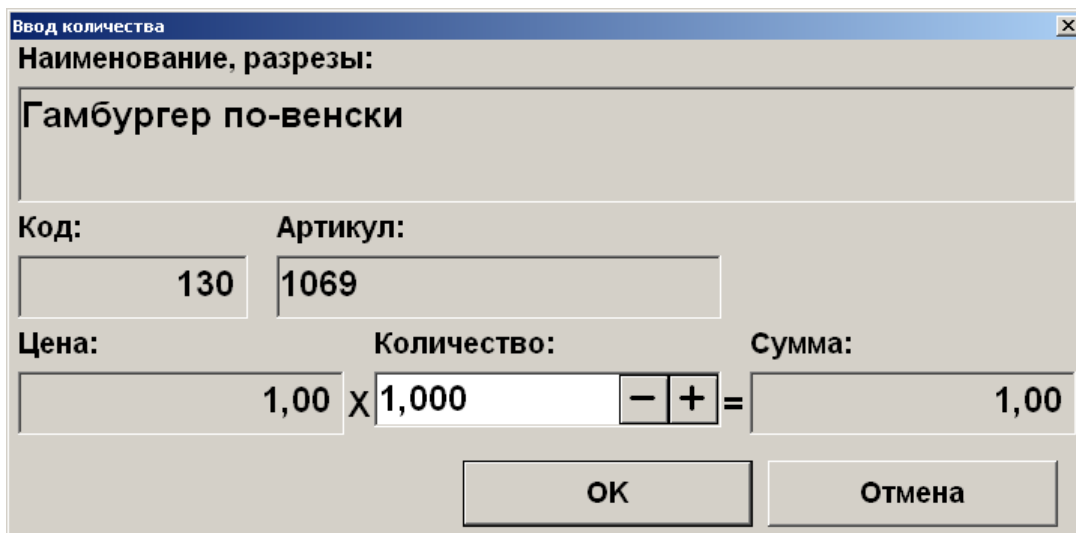 Ввод количества
Наименование, разрезы:
Гамбургер по-венски
Код: Артикул:
130 1069
Цена: Количество: Сумма:
1,00 X 1,000 − + = 1,00
OK Отмена